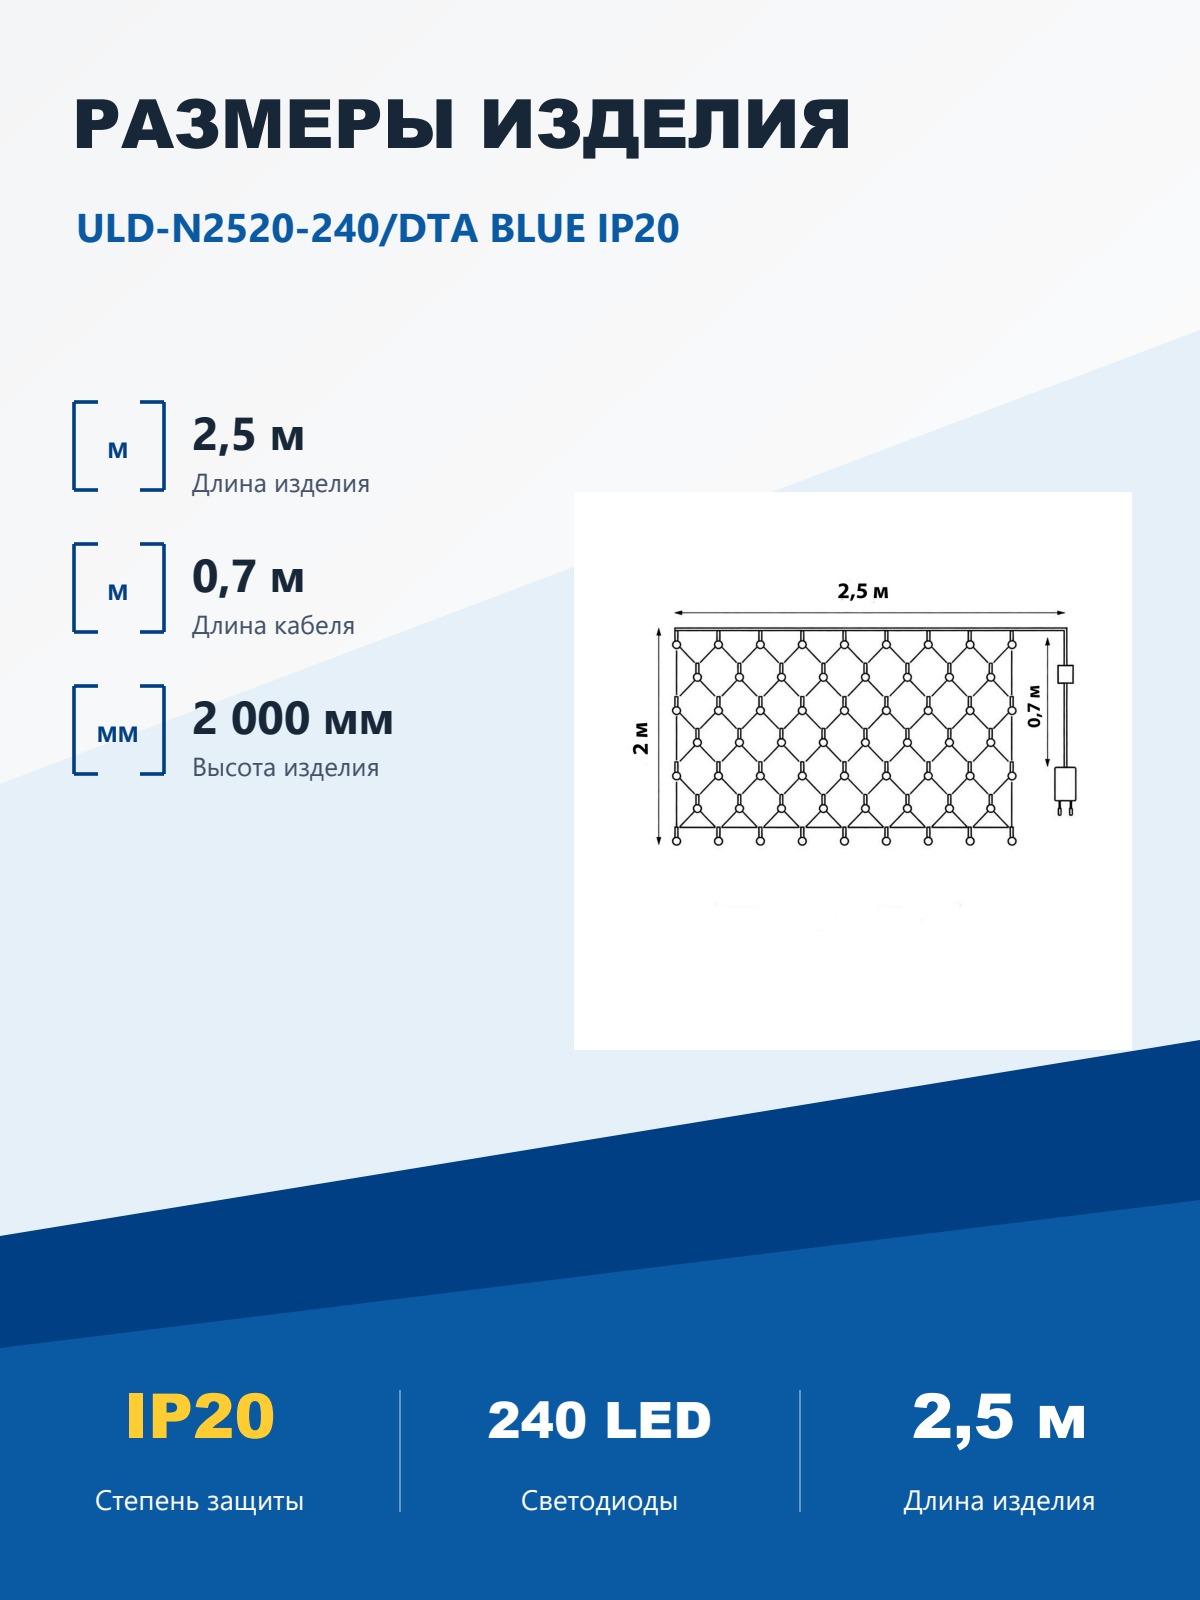 РАЗМЕРЫ ИЗДЕЛИЯ
ULD-N2520-240/DTA BLUE IP20
м
2,5 м
Длина изделия
м
0,7 м
Длина кабеля
мм
2 000 мм
Высота изделия
2,5 м
2 м
0,7 м
IP20
Степень защиты
240 LED
Светодиоды
2,5 м
Длина изделия